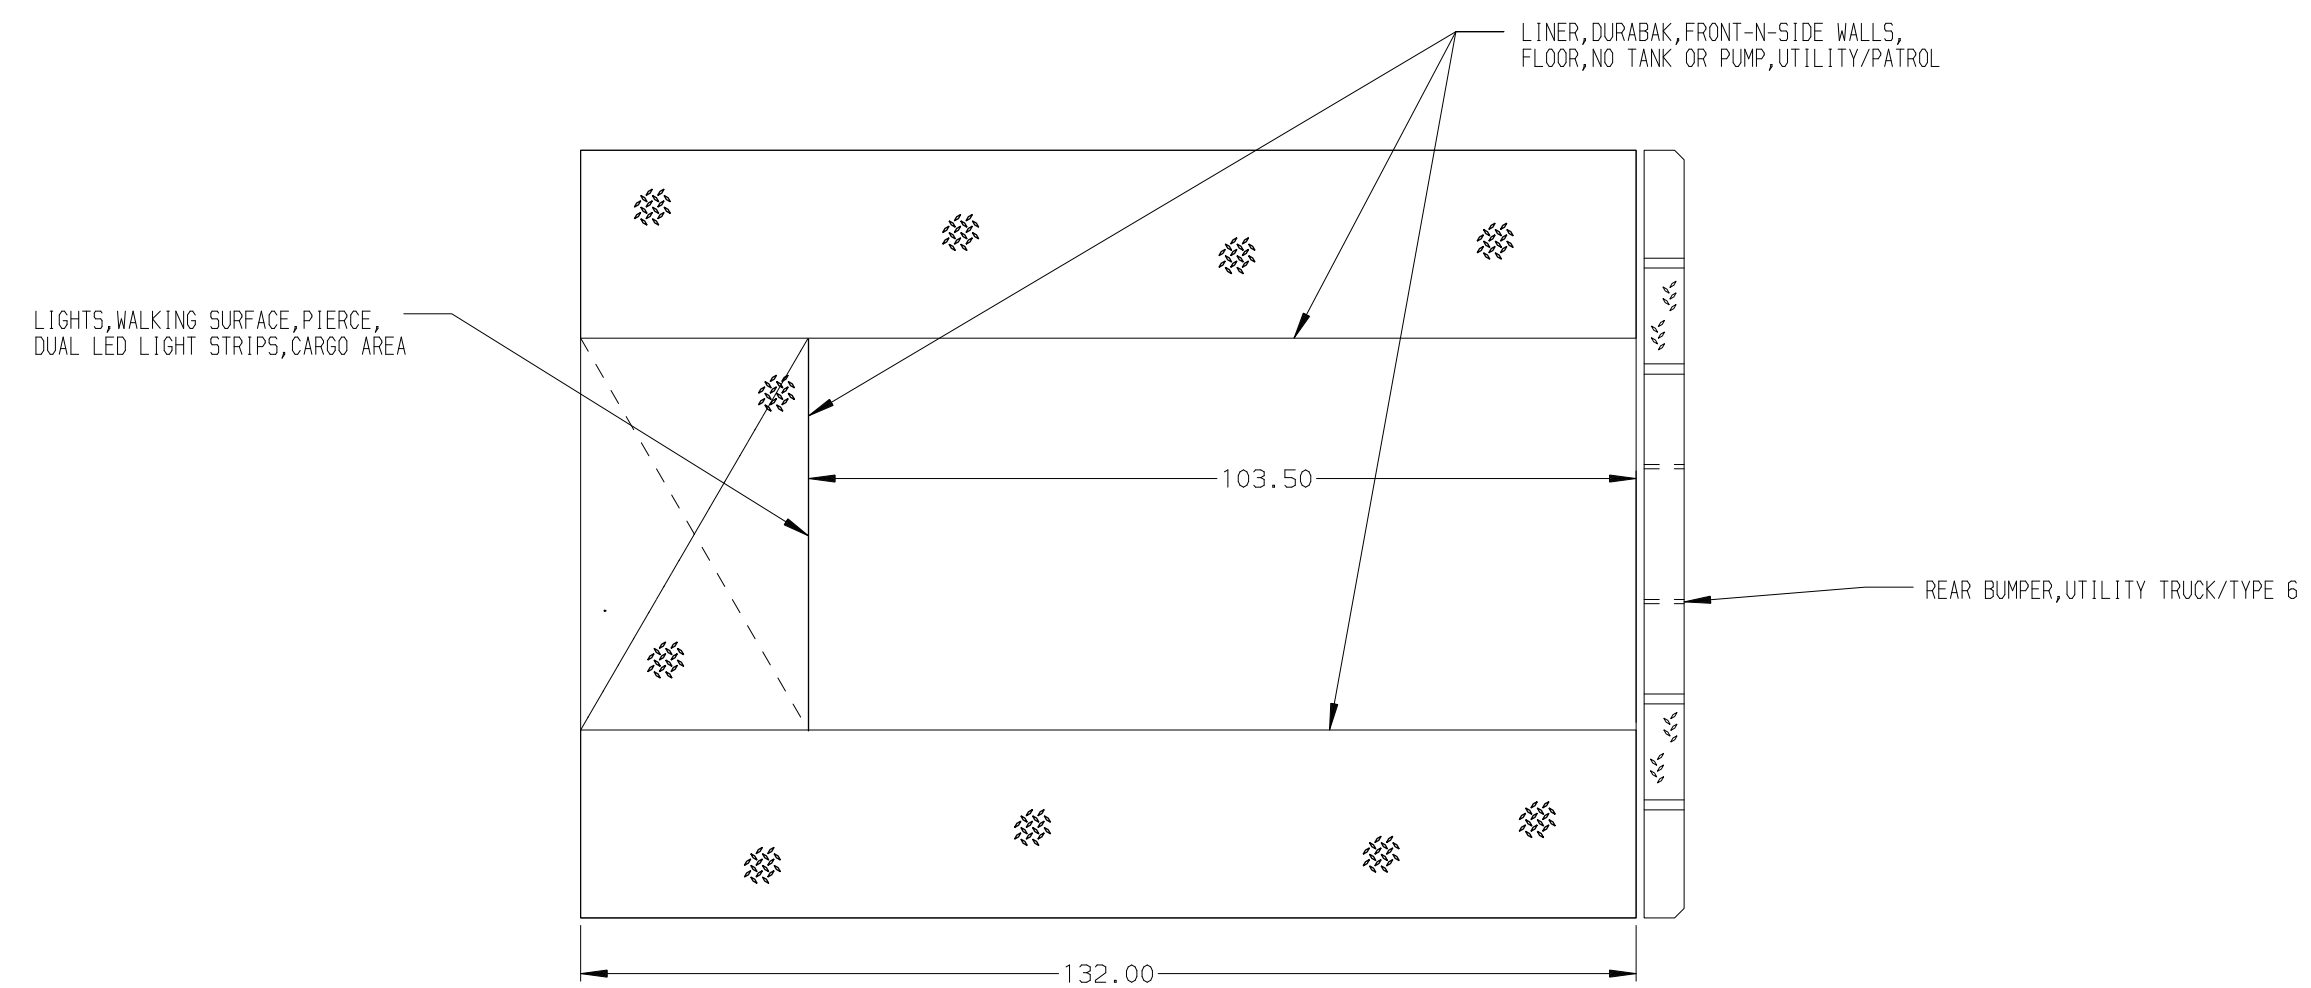 LINER,DURABAK,FRONT-N-SIDE WALLS,
FLOOR,NO TANK OR PUMP,UTILITY/PATROL
LIGHTS,WALKING SURFACE,PIERCE,
DUAL LED LIGHT STRIPS,CARGO AREA
103.50
REAR BUMPER,UTILITY TRUCK/TYPE 6
132.00